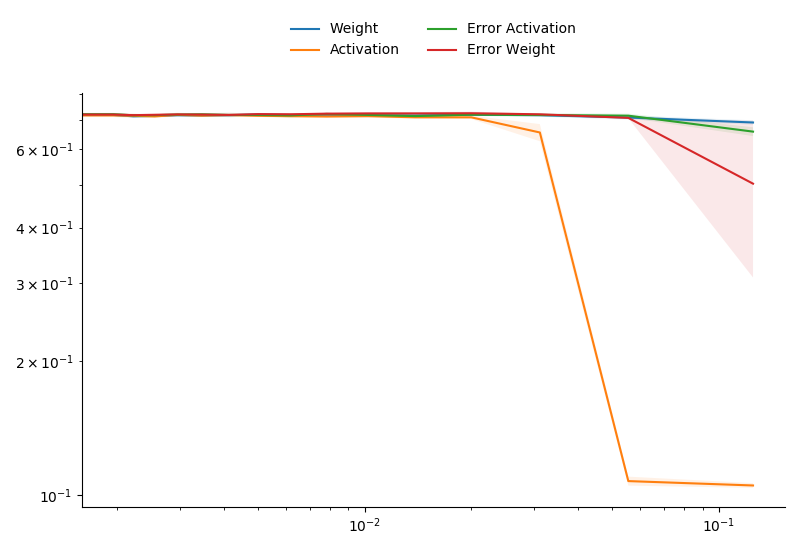 Weight
Activation
Error Activation
Error Weight
6 × 10⁻¹
4 × 10⁻¹
3 × 10⁻¹
2 × 10⁻¹
10⁻¹
10⁻²
10⁻¹